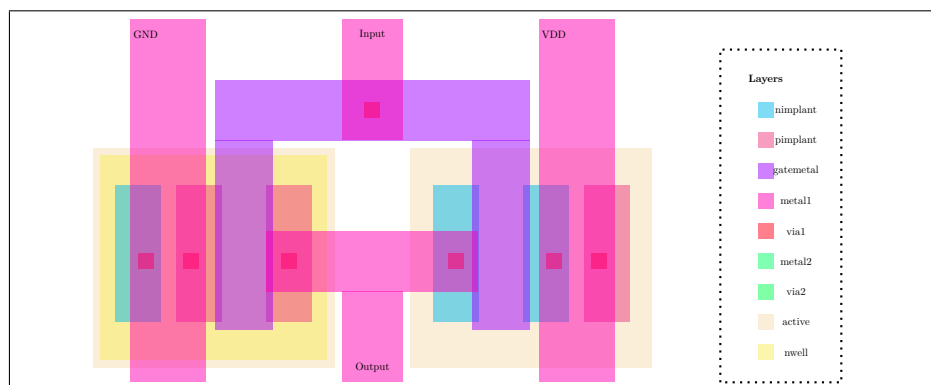 GND
Input
VDD
Layers
nimplant
pimplant
gatemetal
metal1
via1
metal2
via2
active
nwell
Output